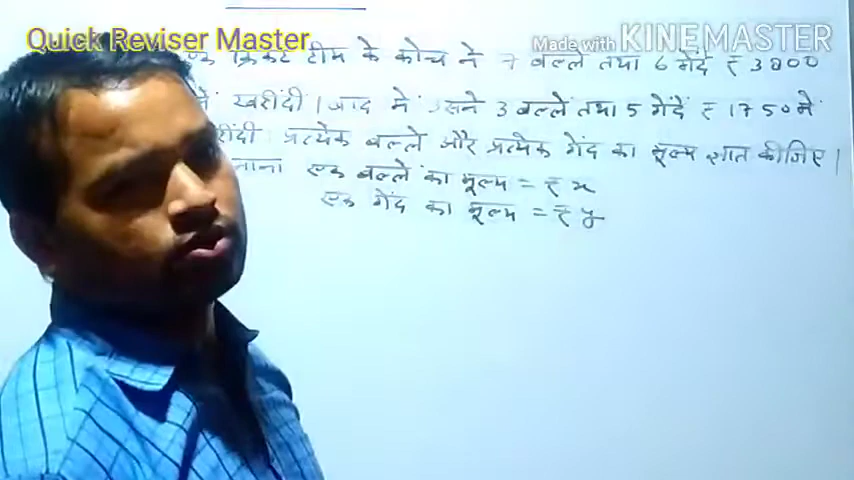 Quick Reviser Master
Made with KINEMASTER
क्रिकेट टीम के कोच ने 7 बल्ले तथा 6 गेंदे ₹ 3800
में खरीदीं । बाद में उसने 3 बल्लें तथा 5 गेंदें ₹ 1750 में
प्रत्येक बल्ले और प्रत्येक गेंद का मूल्य ज्ञात कीजिए ।
माना एक बल्ले का मूल्य = ₹ x
एक गेंद का मूल्य = ₹ y